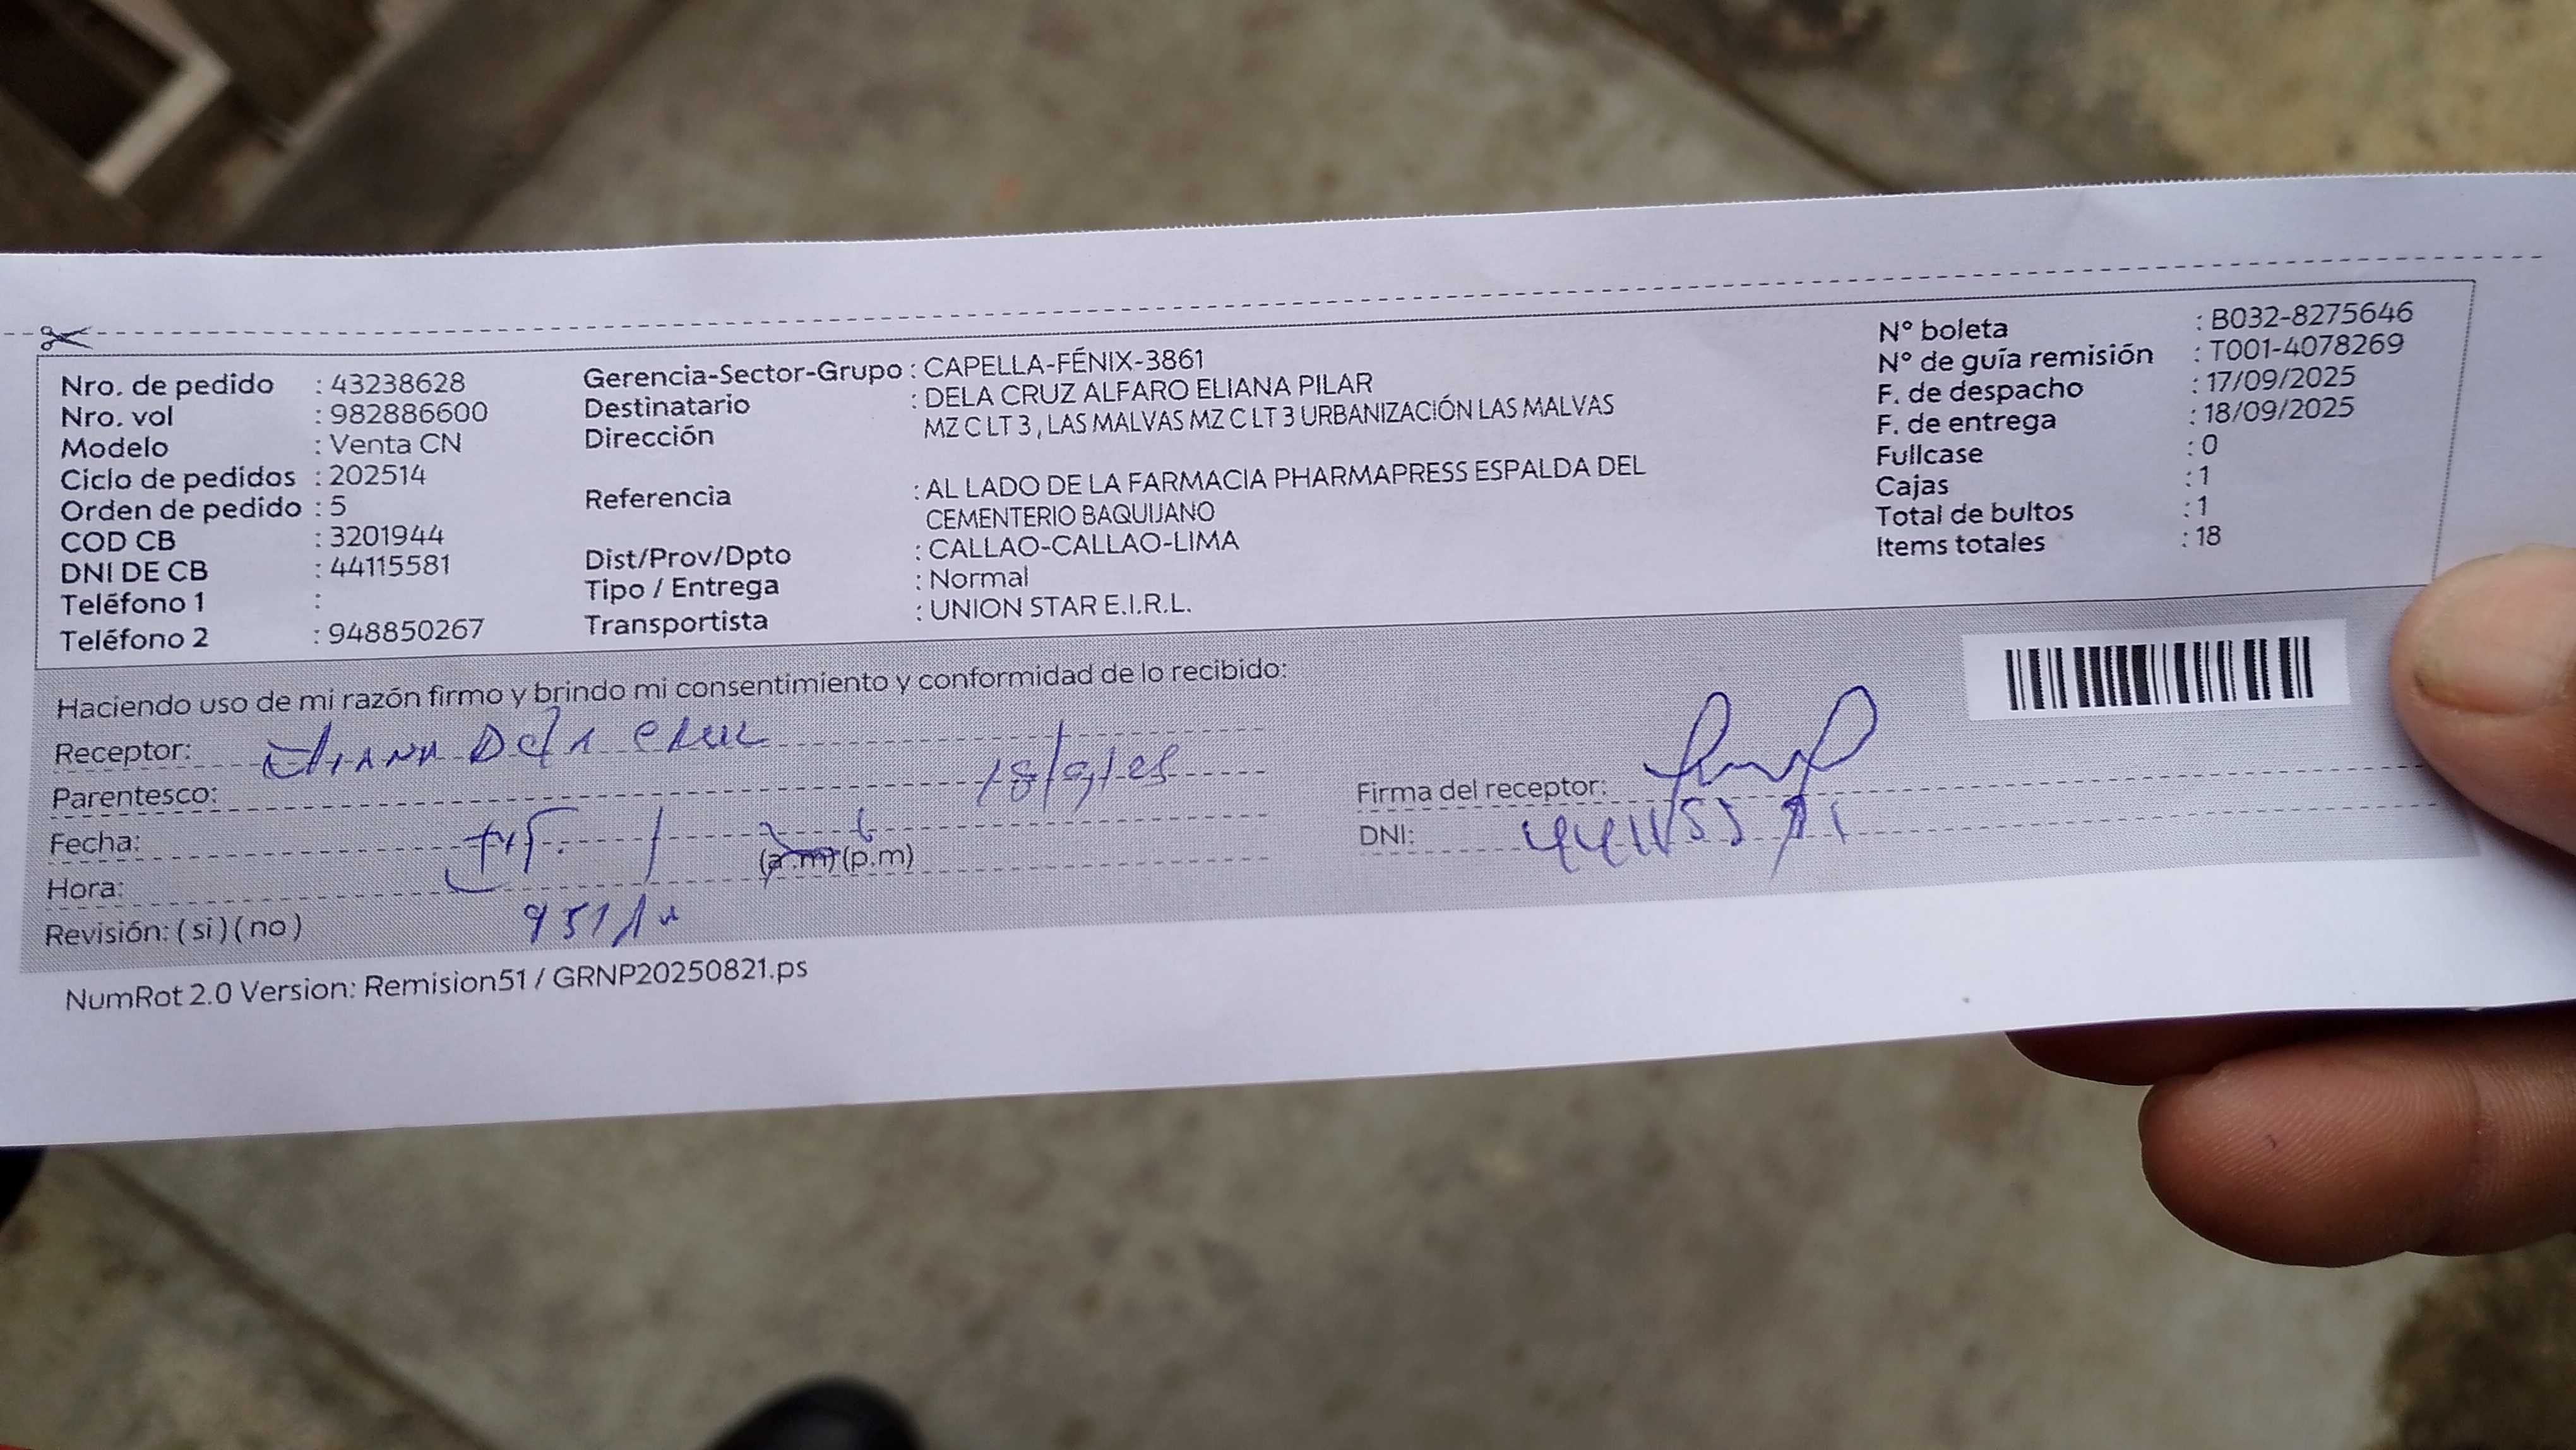 Nro. de pedido : 43238628
Nro. vol : 982886600
Modelo : Venta CN
Ciclo de pedidos : 202514
Orden de pedido : 5
COD CB : 3201944
DNI DE CB : 44115581
Teléfono 1 :
Teléfono 2 : 948850267
Gerencia-Sector-Grupo : CAPELLA-FÉNIX-3861
Destinatario : DELA CRUZ ALFARO ELIANA PILAR
Dirección MZ C LT 3 , LAS MALVAS MZ C LT 3 URBANIZACIÓN LAS MALVAS
Referencia : AL LADO DE LA FARMACIA PHARMAPRESS ESPALDA DEL
CEMENTERIO BAQUIJANO
Dist/Prov/Dpto : CALLAO-CALLAO-LIMA
Tipo / Entrega : Normal
Transportista : UNION STAR E.I.R.L.
N° boleta : B032-8275646
N° de guía remisión : T001-4078269
F. de despacho : 17/09/2025
F. de entrega : 18/09/2025
Fullcase : 0
Cajas : 1
Total de bultos : 1
Items totales : 18
Haciendo uso de mi razón firmo y brindo mi consentimiento y conformidad de lo recibido:
Receptor: Eliana Dela Cruz
Parentesco: 18/9/25
Fecha:
Hora: (a.m) (p.m)
Revisión: ( si ) ( no )
Firma del receptor:
DNI:
NumRot 2.0 Version: Remision51 / GRNP20250821.ps